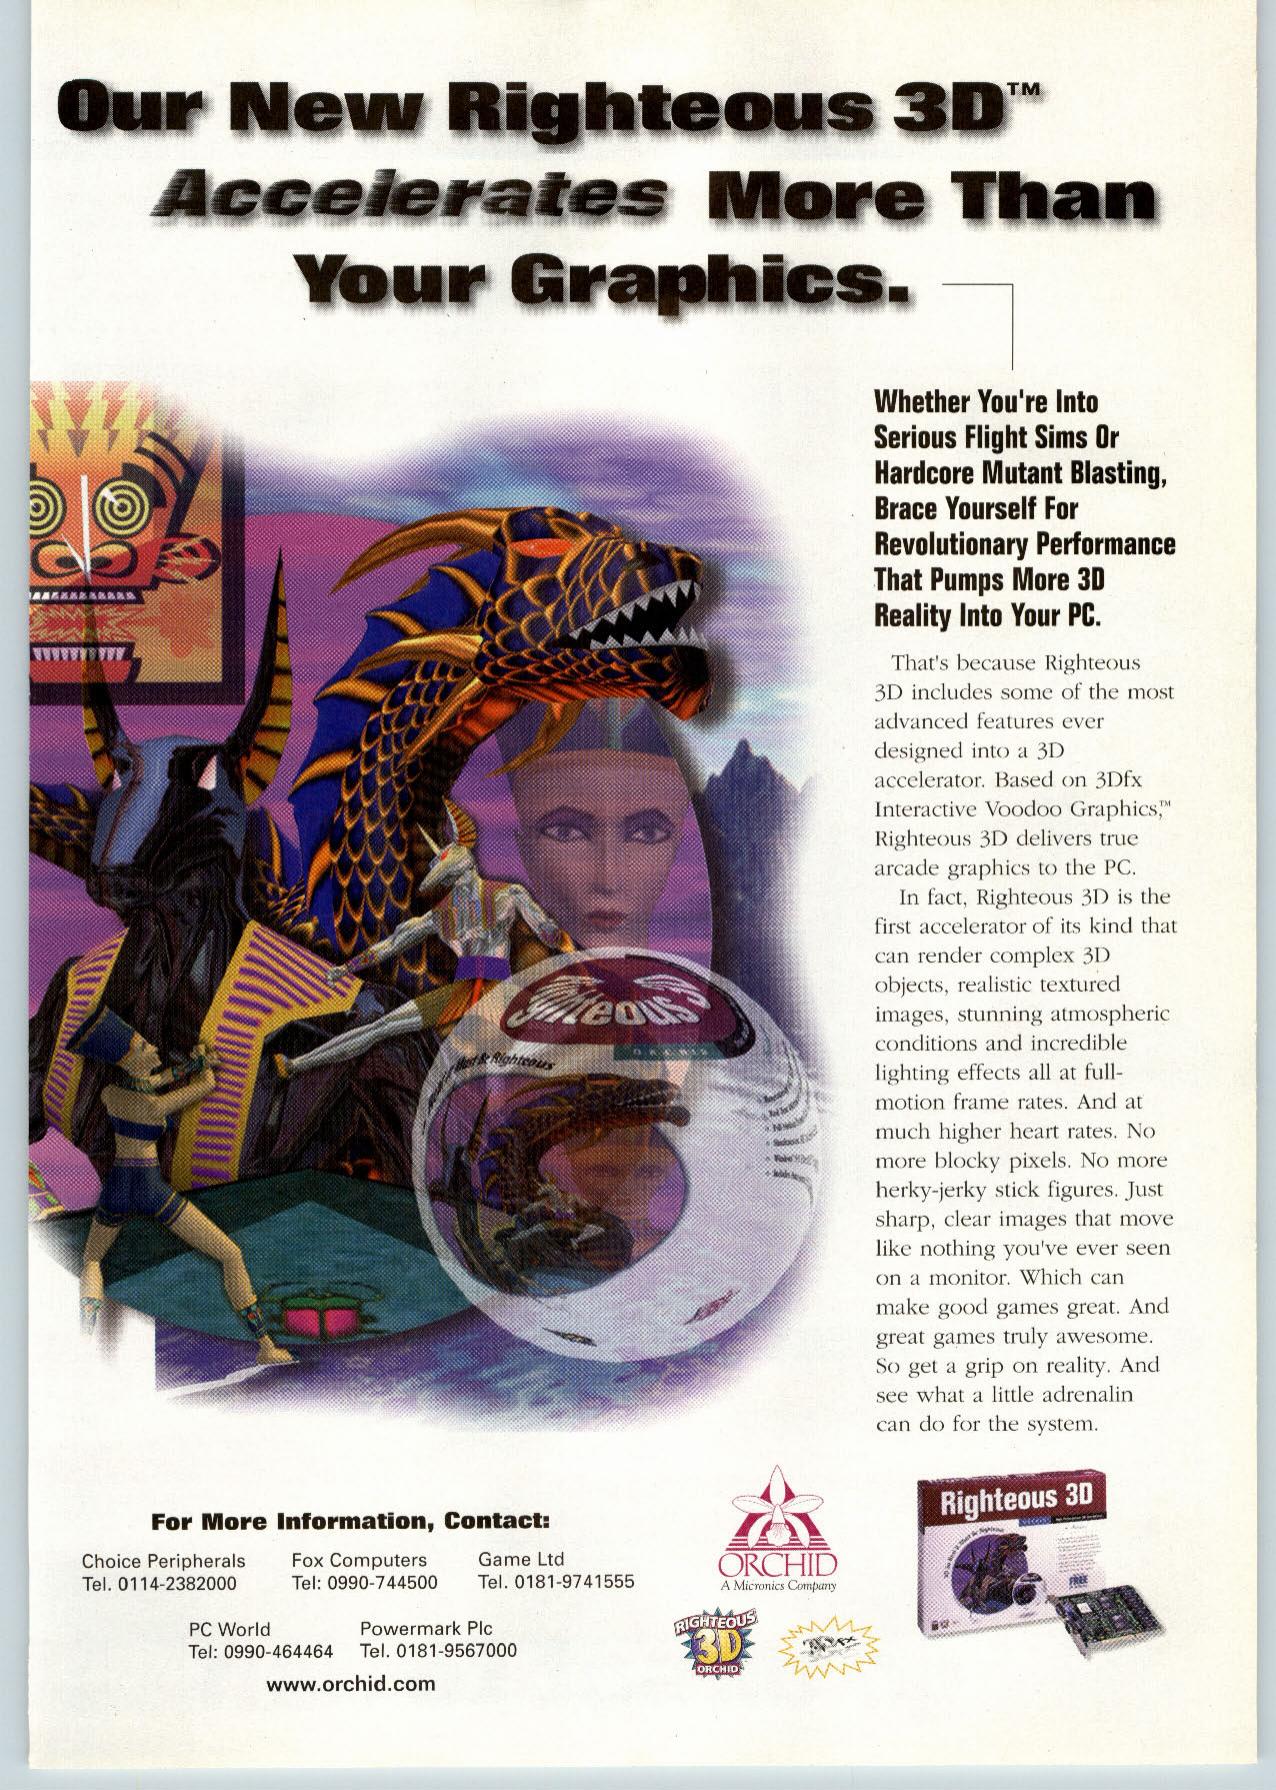 Our New Righteous 3D™
Accelerates More Than
Your Graphics.
Whether You're Into
Serious Flight Sims Or
Hardcore Mutant Blasting,
Brace Yourself For
Revolutionary Performance
That Pumps More 3D
Reality Into Your PC.
That's because Righteous
3D includes some of the most
advanced features ever
designed into a 3D
accelerator. Based on 3Dfx
Interactive Voodoo Graphics,™
Righteous 3D delivers true
arcade graphics to the PC.
In fact, Righteous 3D is the
first accelerator of its kind that
can render complex 3D
objects, realistic textured
images, stunning atmospheric
conditions and incredible
lighting effects all at full-
motion frame rates. And at
much higher heart rates. No
more blocky pixels. No more
herky-jerky stick figures. Just
sharp, clear images that move
like nothing you've ever seen
on a monitor. Which can
make good games great. And
great games truly awesome.
So get a grip on reality. And
see what a little adrenalin
can do for the system.
Righteous 3
ORCHID
Must Be Righteous
For More Information, Contact:
Choice Peripherals
Tel. 0114-2382000
Fox Computers
Tel: 0990-744500
Game Ltd
Tel. 0181-9741555
PC World
Tel: 0990-464464
Powermark Plc
Tel. 0181-9567000
www.orchid.com
ORCHID
A Micronics Company
RIGHTEOUS
3D
ORCHID
Righteous 3D
FREE